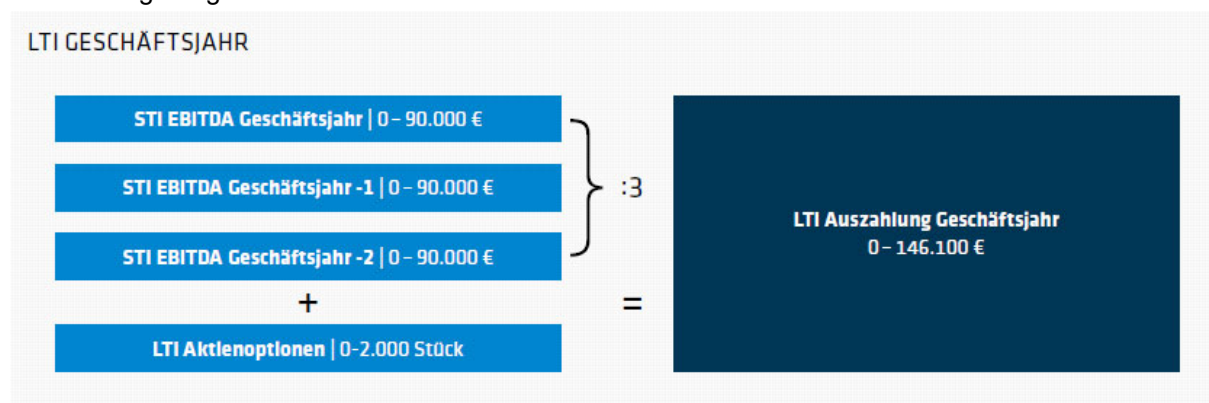 LTI GESCHÄFTSJAHR
STI EBITDA Geschäftsjahr | 0 – 90.000 €
STI EBITDA Geschäftsjahr -1 | 0 – 90.000 €
:3
STI EBITDA Geschäftsjahr -2 | 0 – 90.000 €
+
LTI Aktienoptionen | 0-2.000 Stück
=
LTI Auszahlung Geschäftsjahr
0 – 146.100 €